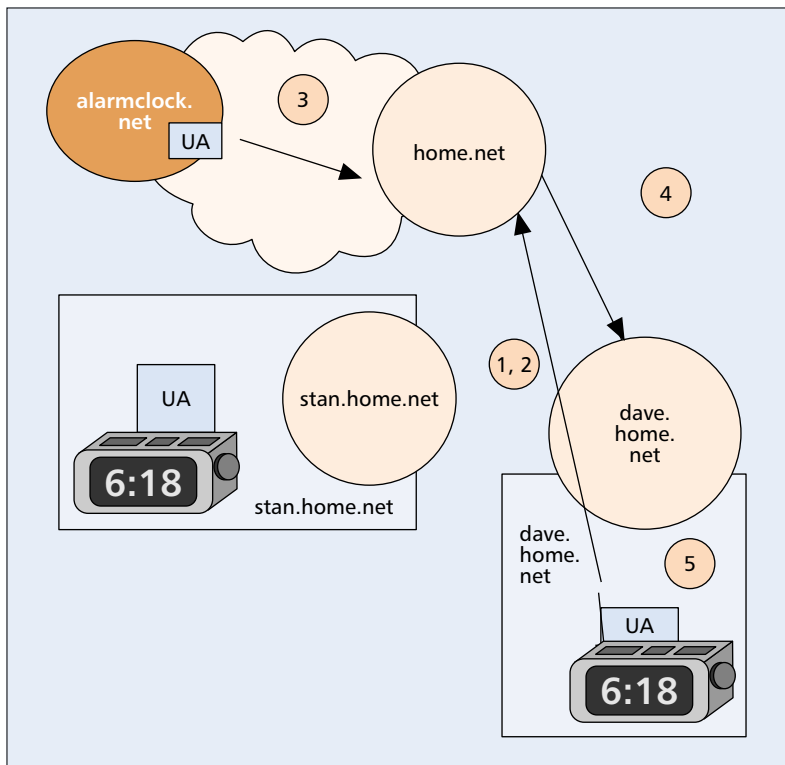 alarmclock.
net
UA
3
home.net
4
1, 2
UA
stan.home.net
6:18
stan.home.net
dave.
home.
net
dave.
home.
net
5
UA
6:18